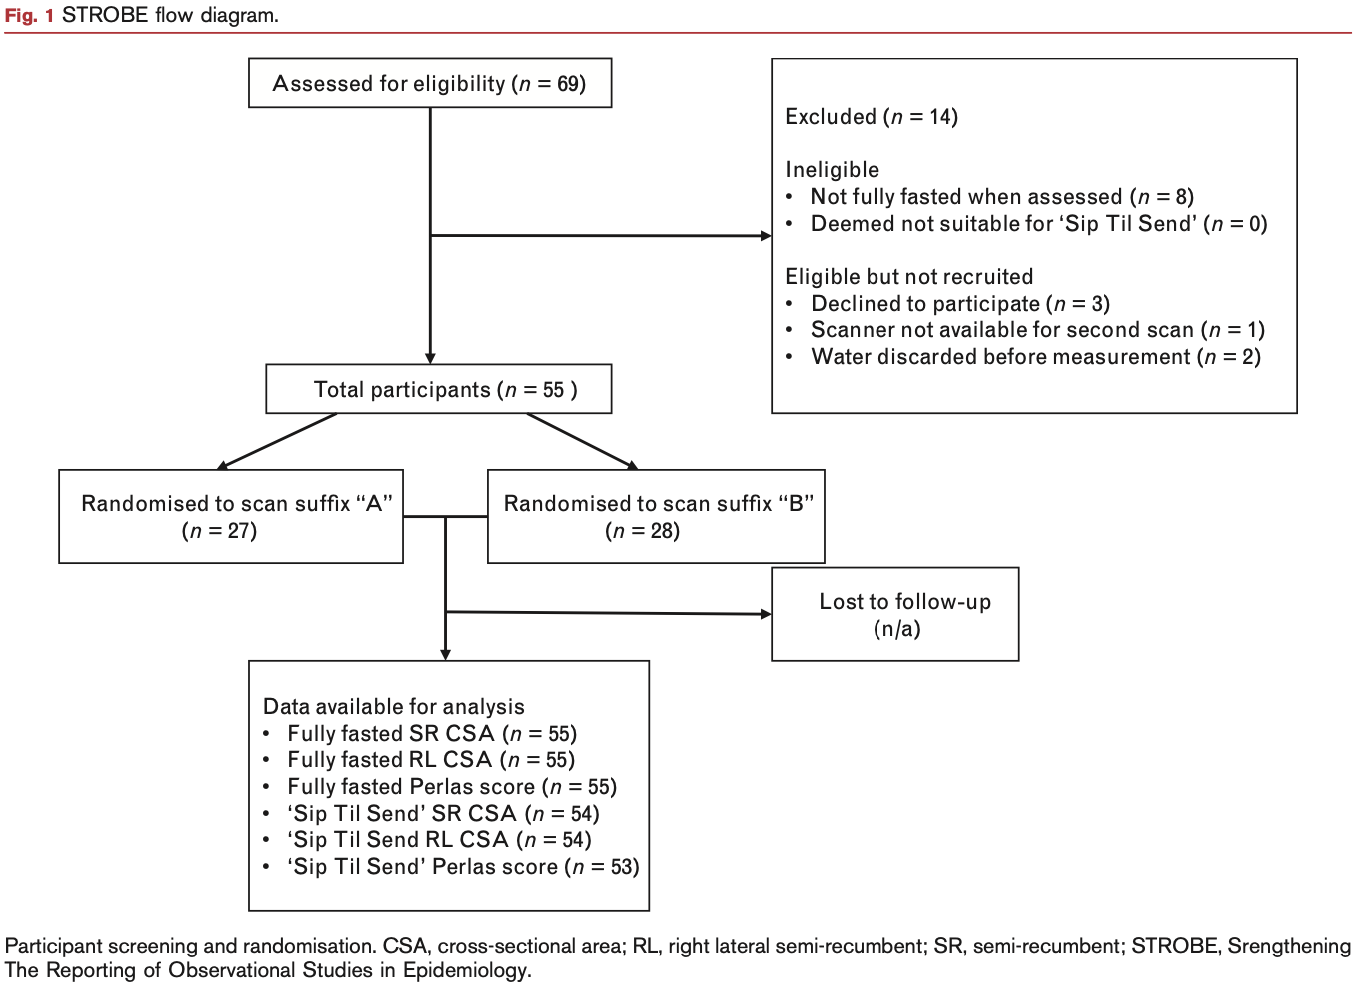 Fig. 1 STROBE flow diagram.
Assessed for eligibility (n = 69)
Excluded (n = 14)
Ineligible
• Not fully fasted when assessed (n = 8)
• Deemed not suitable for ‘Sip Til Send’ (n = 0)
Eligible but not recruited
• Declined to participate (n = 3)
• Scanner not available for second scan (n = 1)
• Water discarded before measurement (n = 2)
Total participants (n = 55 )
Randomised to scan suffix “A”
(n = 27)
Randomised to scan suffix “B”
(n = 28)
Lost to follow-up
(n/a)
Data available for analysis
• Fully fasted SR CSA (n = 55)
• Fully fasted RL CSA (n = 55)
• Fully fasted Perlas score (n = 55)
• ‘Sip Til Send’ SR CSA (n = 54)
• ‘Sip Til Send RL CSA (n = 54)
• ‘Sip Til Send’ Perlas score (n = 53)
Participant screening and randomisation. CSA, cross-sectional area; RL, right lateral semi-recumbent; SR, semi-recumbent; STROBE, Srengthening
The Reporting of Observational Studies in Epidemiology.